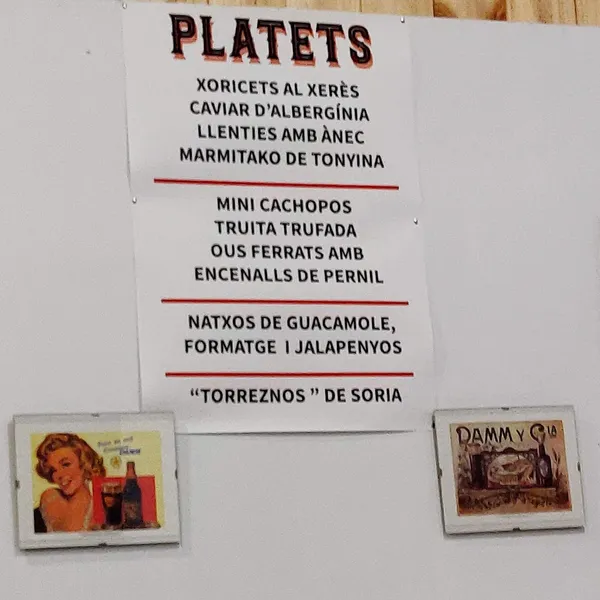 PLATETS
XORICETS AL XERÈS
CAVIAR D'ALBERGÍNIA
LLENTIES AMB ÀNEC
MARMITAKO DE TONYINA
MINI CACHOPOS
TRUITA TRUFADA
OUS FERRATS AMB
ENCENALLS DE PERNIL
NATXOS DE GUACAMOLE,
FORMATGE I JALAPENYOS
“TORREZNOS ” DE SORIA
DAMM Y CIA